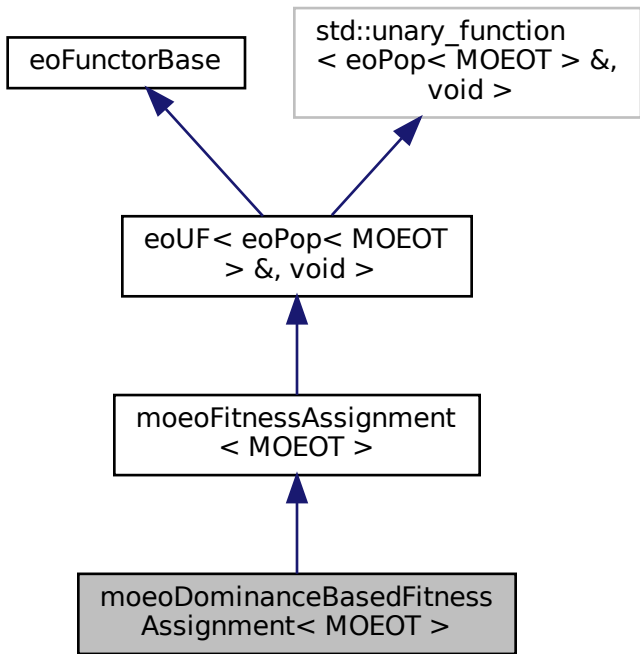 eoFunctorBase
std::unary_function
< eoPop< MOEOT > &,
void >
eoUF< eoPop< MOEOT
> &, void >
moeoFitnessAssignment
< MOEOT >
moeoDominanceBasedFitness
Assignment< MOEOT >